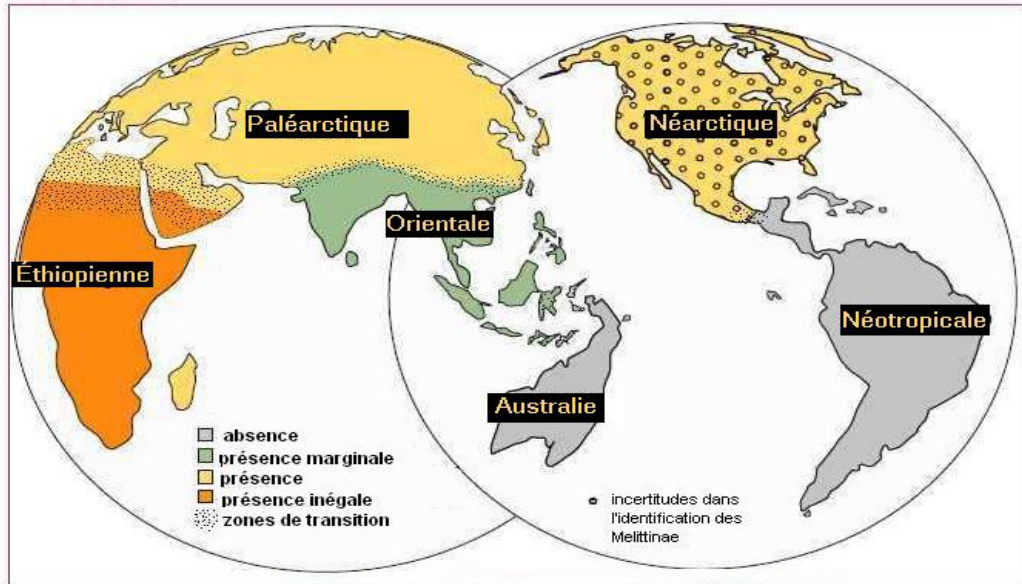 Paléarctique
Néarctique
Orientale
Éthiopienne
Néotropicale
Australie
absence
présence marginale
présence
présence inégale
zones de transition
incertitudes dans
l'identification des
Melittinae